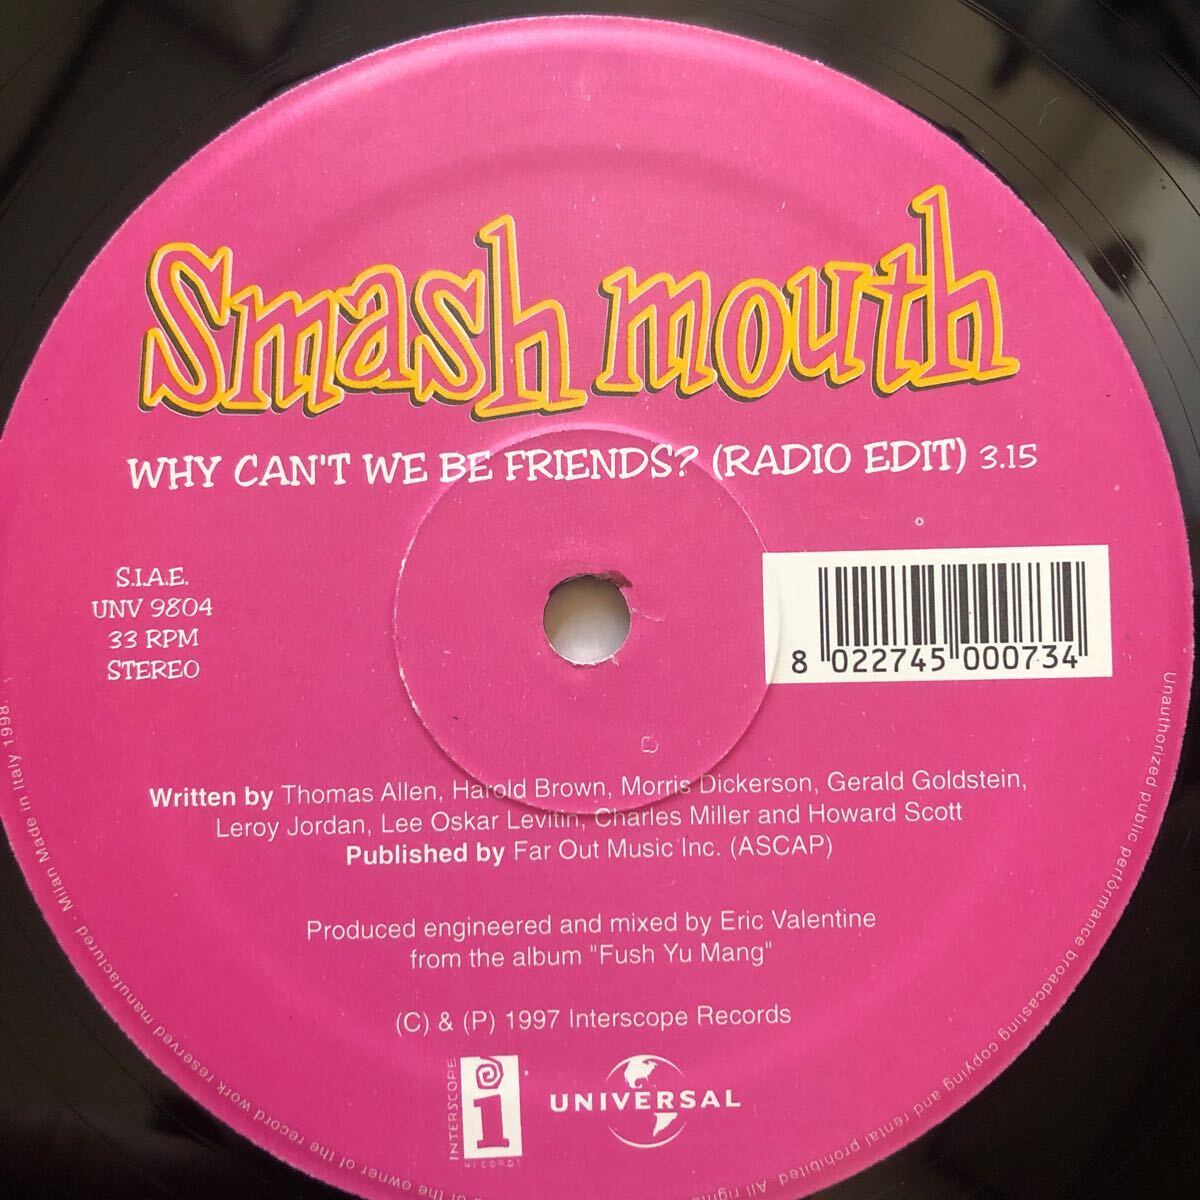 Smash mouth
WHY CAN'T WE BE FRIENDS? (RADIO EDIT) 3.15
S.I.A.E.
UNV 9804
33 RPM
STEREO
8 022745 000734
Written by Thomas Allen, Harold Brown, Morris Dickerson, Gerald Goldstein,
Leroy Jordan, Lee Oskar Levitin, Charles Miller and Howard Scott
Published by Far Out Music Inc. (ASCAP)
Produced engineered and mixed by Eric Valentine
from the album "Fush Yu Mang"
(C) & (P) 1997 Interscope Records
INTERSCOPE
i
RECORDS
UNIVERSAL
Unauthorized public performance broadcasting copying and rental prohibited. All
of the owner of the record work reserved manufactured - Milan Made in Italy 1998.